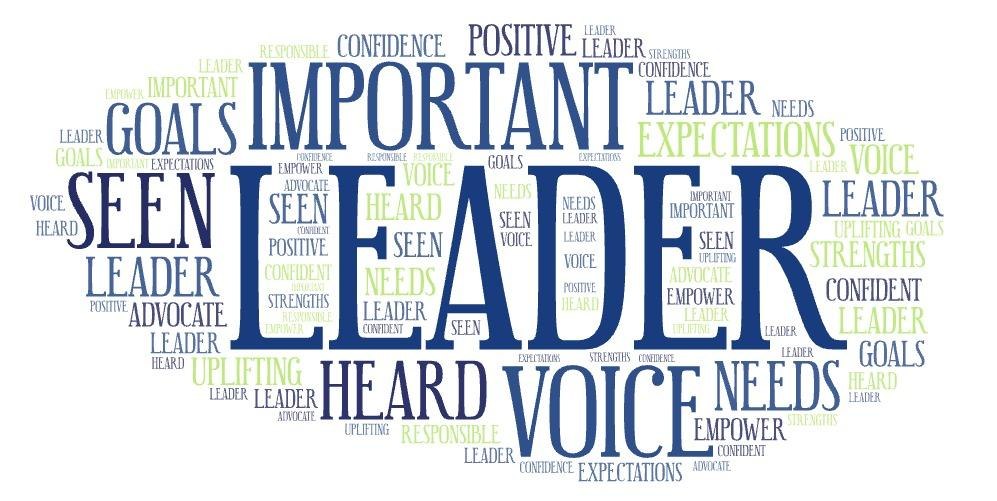 LEADER
RESPONSIBLE CONFIDENCE POSITIVE LEADER STRENGTHS
LEADER IMPORTANT CONFIDENCE
EMPOWER IMPORTANT LEADER NEEDS
LEADER GOALS EXPECTATIONS POSITIVE
GOALS IMPORTANT EXPECTATIONS CONFIDENCE RESPONSIBLE RESPONSIBLE GOALS EXPECTATIONS LEADER VOICE
VOICE SEEN LEADER EMPOWER VOICE
HEARD ADVOCATE NEEDS IMPORTANT LEADER
SEEN HEARD SEEN NEEDS LEADER IMPORTANT
CONFIDENT VOICE UPLIFTING GOALS
POSITIVE SEEN LEADER SEEN STRENGTHS
LEADER CONFIDENT VOICE UPLIFTING
IMPORTANT NEEDS ADVOCATE CONFIDENT
POSITIVE STRENGTHS POSITIVE EMPOWER
ADVOCATE RESPONSIBLE LEADER HEARD LEADER LEADER
EMPOWER CONFIDENT SEEN UPLIFTING LEADER
LEADER EXPECTATIONS STRENGTHS CONFIDENCE LEADER GOALS
HEARD UPLIFTING HEARD VOICE NEEDS HEARD
LEADER LEADER LEADER
ADVOCATE STRENGTHS
UPLIFTING RESPONSIBLE EMPOWER
LEADER CONFIDENT
CONFIDENCE EXPECTATIONS ADVOCATE